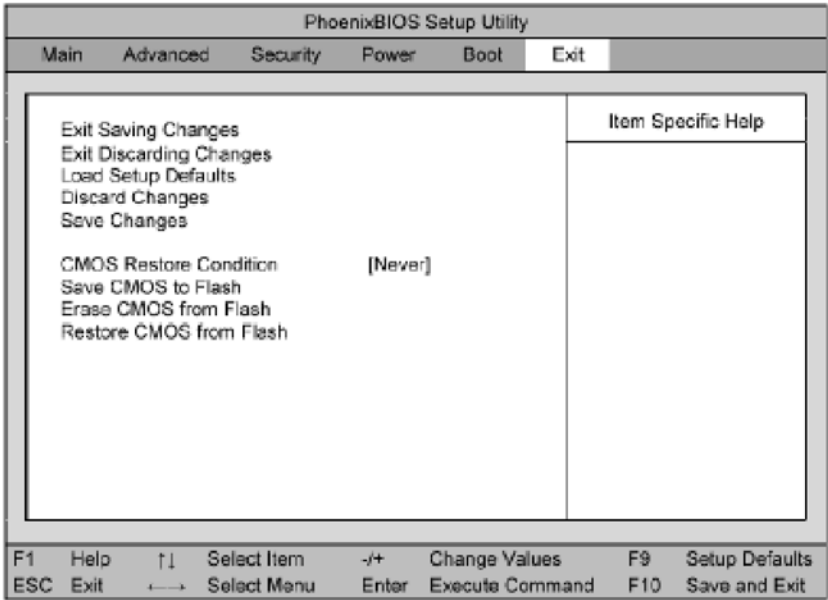 PhoenixBIOS Setup Utility
Main Advanced Security Power Boot Exit
Item Specific Help
Exit Saving Changes
Exit Discarding Changes
Load Setup Defaults
Discard Changes
Save Changes
CMOS Restore Condition [Never]
Save CMOS to Flash
Erase CMOS from Flash
Restore CMOS from Flash
F1 Help ↑↓ Select Item -/+ Change Values F9 Setup Defaults
ESC Exit ←→ Select Menu Enter Execute Command F10 Save and Exit